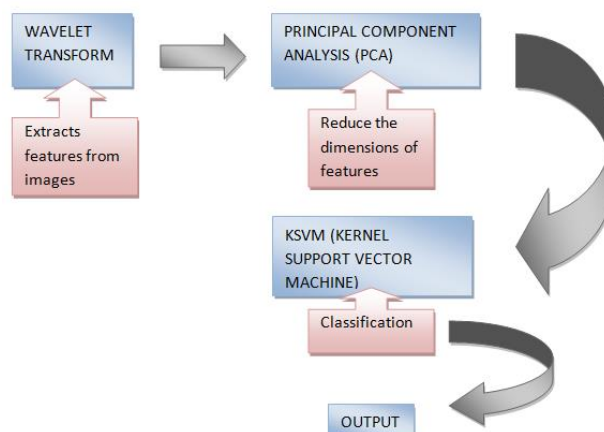 WAVELET
TRANSFORM
PRINCIPAL COMPONENT
ANALYSIS (PCA)
Extracts
features from
images
Reduce the
dimensions of
features
KSVM (KERNEL
SUPPORT VECTOR
MACHINE)
Classification
OUTPUT